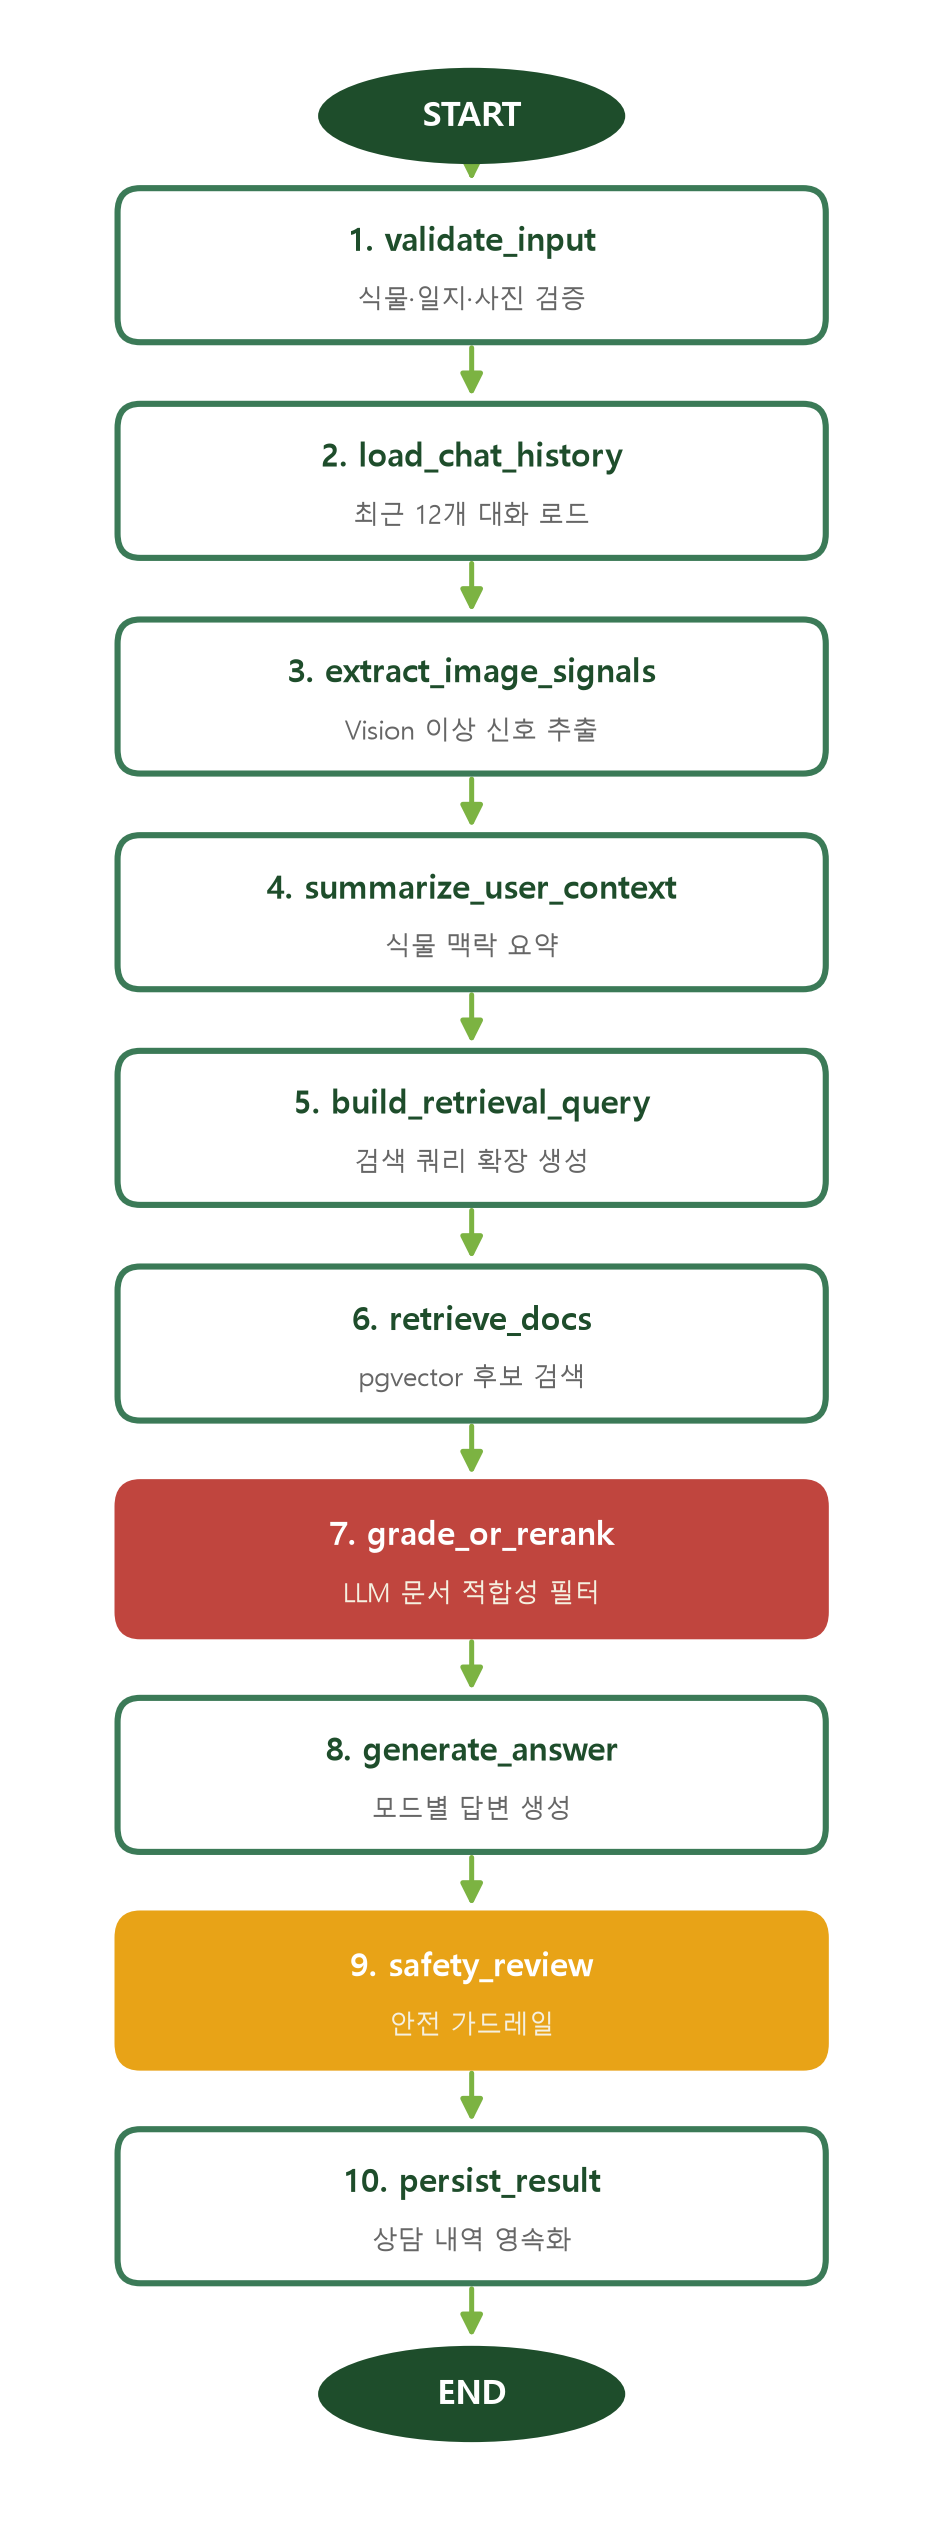 START
1. validate_input
식물·일지·사진 검증
2. load_chat_history
최근 12개 대화 로드
3. extract_image_signals
Vision 이상 신호 추출
4. summarize_user_context
식물 맥락 요약
5. build_retrieval_query
검색 쿼리 확장 생성
6. retrieve_docs
pgvector 후보 검색
7. grade_or_rerank
LLM 문서 적합성 필터
8. generate_answer
모드별 답변 생성
9. safety_review
안전 가드레일
10. persist_result
상담 내역 영속화
END